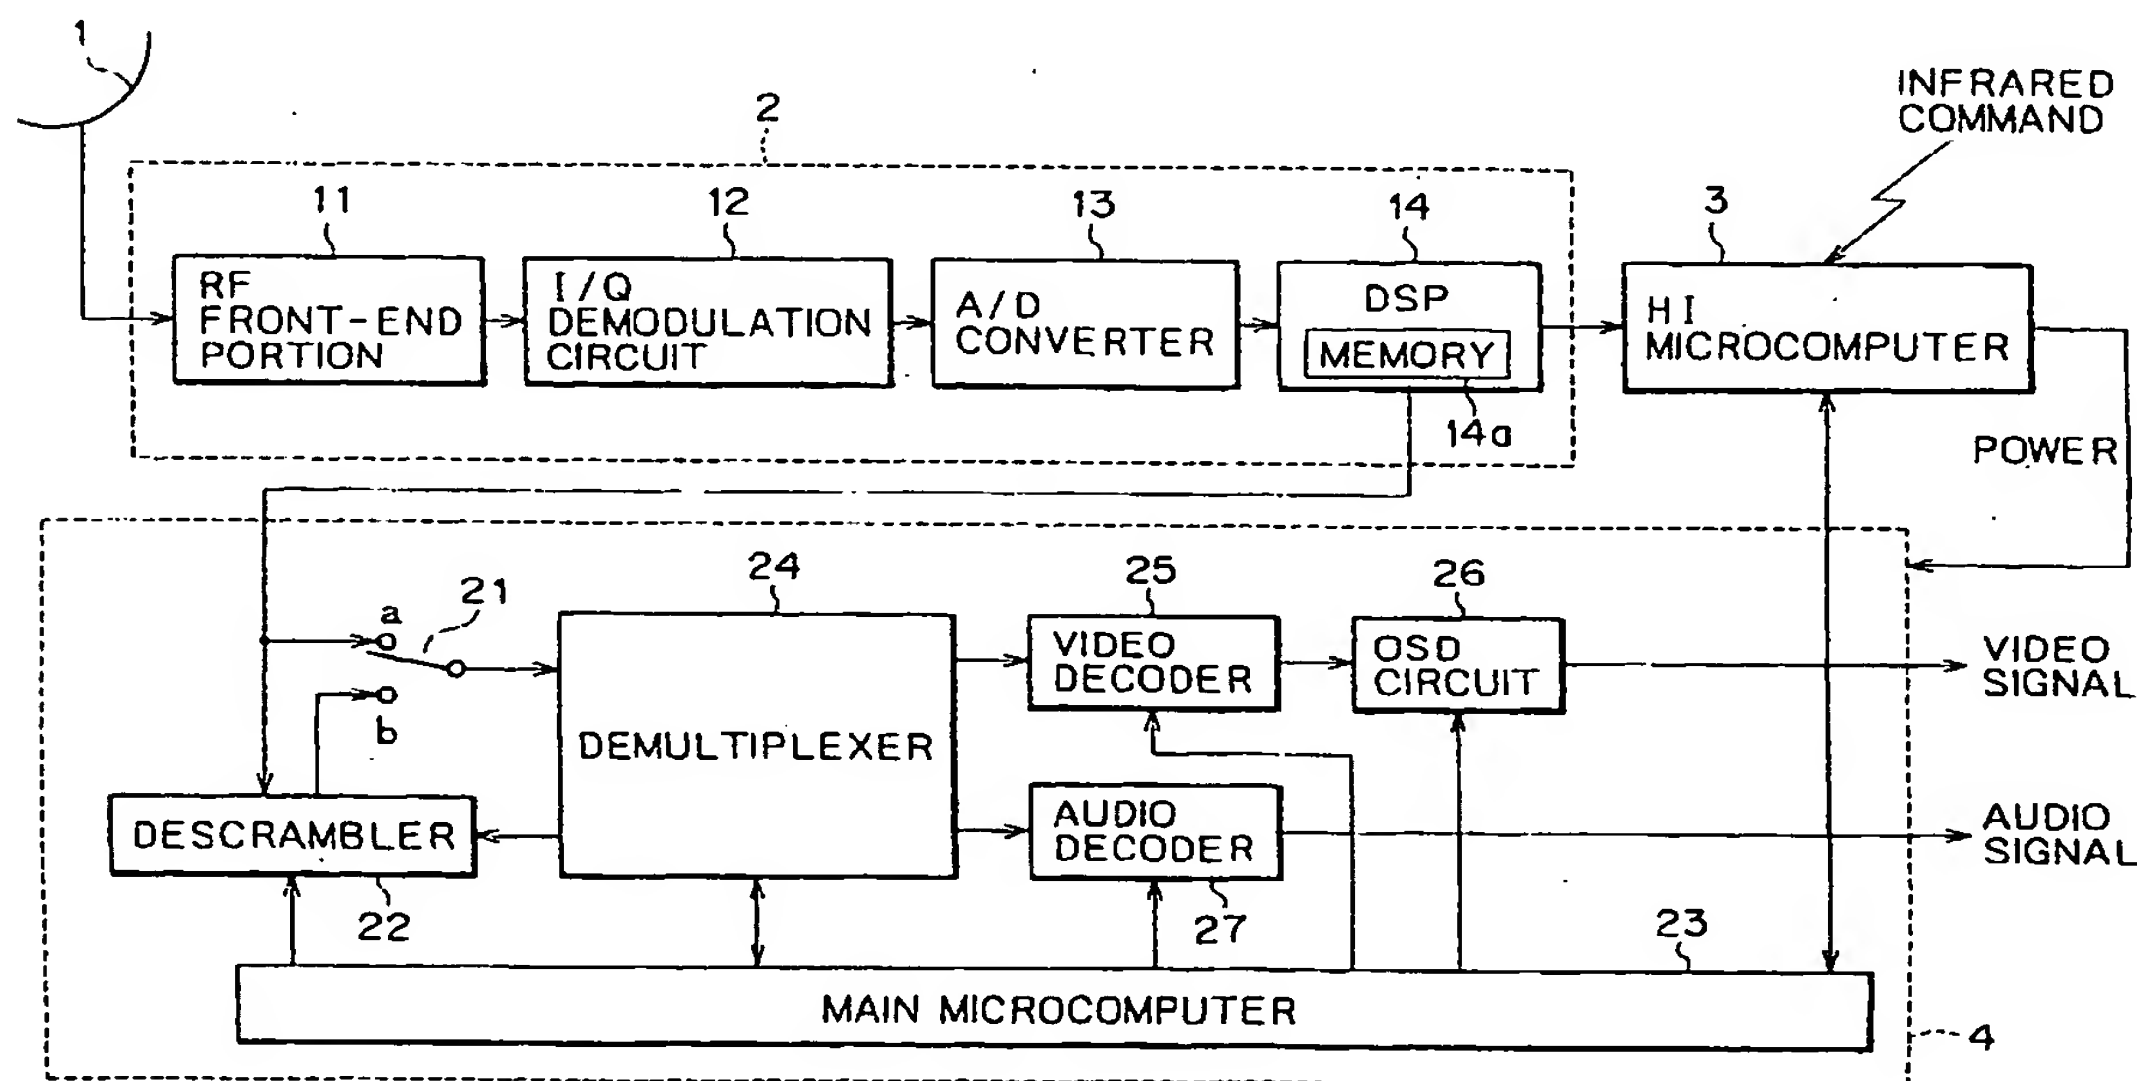 1
INFRARED
COMMAND
2
11
12
13
14
3
RF
FRONT-END
PORTION
I/Q
DEMODULATION
CIRCUIT
A/D
CONVERTER
DSP
MEMORY
14a
HI
MICROCOMPUTER
POWER
a
21
b
24
25
26
DEMULTIPLEXER
VIDEO
DECODER
OSD
CIRCUIT
VIDEO
SIGNAL
DESCRAMBLER
22
AUDIO
DECODER
27
AUDIO
SIGNAL
23
MAIN MICROCOMPUTER
4